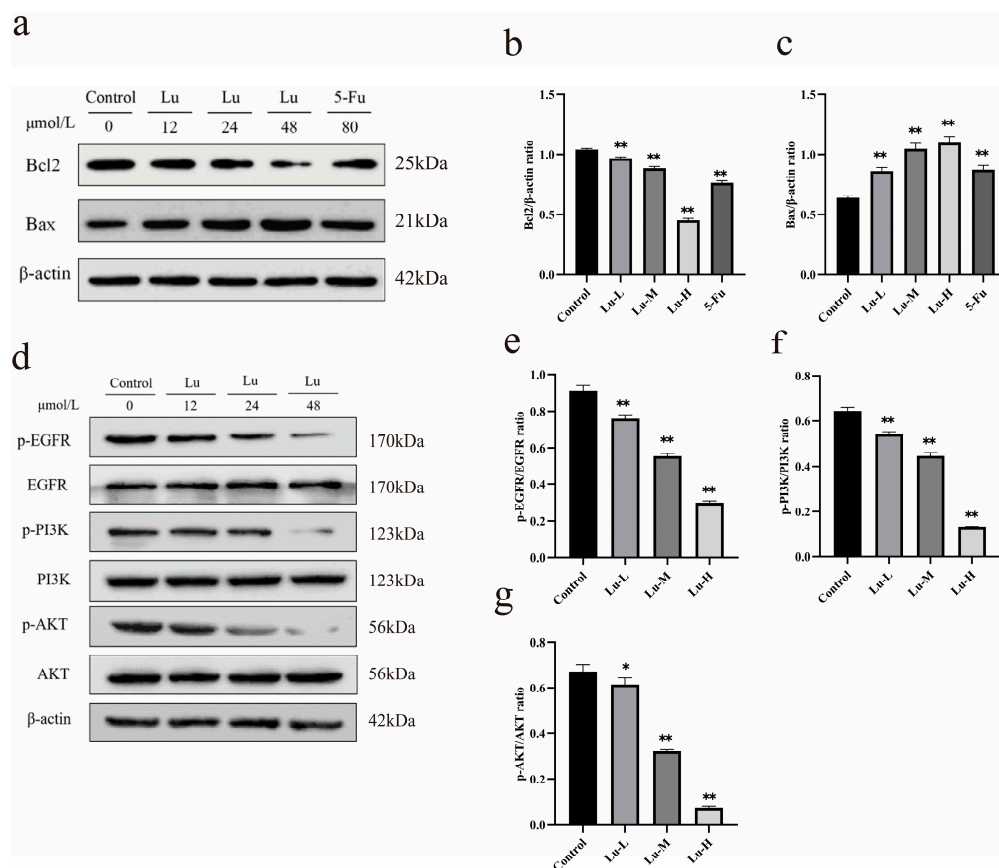 a
Control Lu Lu Lu 5-Fu
μmol/L 0 12 24 48 80
Bcl2 25kDa
Bax 21kDa
β-actin 42kDa
b
Bcl2/β-actin ratio
1.5
1.0
0.5
0.0
** ** ** **
Control Lu-L Lu-M Lu-H 5-Fu
c
Bax/β-actin ratio
1.5
1.0
0.5
0.0
** ** ** **
Control Lu-L Lu-M Lu-H 5-Fu
d
Control Lu Lu Lu
μmol/L 0 12 24 48
p-EGFR 170kDa
EGFR 170kDa
p-PI3K 123kDa
PI3K 123kDa
p-AKT 56kDa
AKT 56kDa
β-actin 42kDa
e
p-EGFR/EGFR ratio
1.0
0.8
0.6
0.4
0.2
0.0
** ** **
Control Lu-L Lu-M Lu-H
f
p-PI3K/PI3K ratio
0.8
0.6
0.4
0.2
0.0
** ** **
Control Lu-L Lu-M Lu-H
g
p-AKT/AKT ratio
0.8
0.6
0.4
0.2
0.0
* ** **
Control Lu-L Lu-M Lu-H